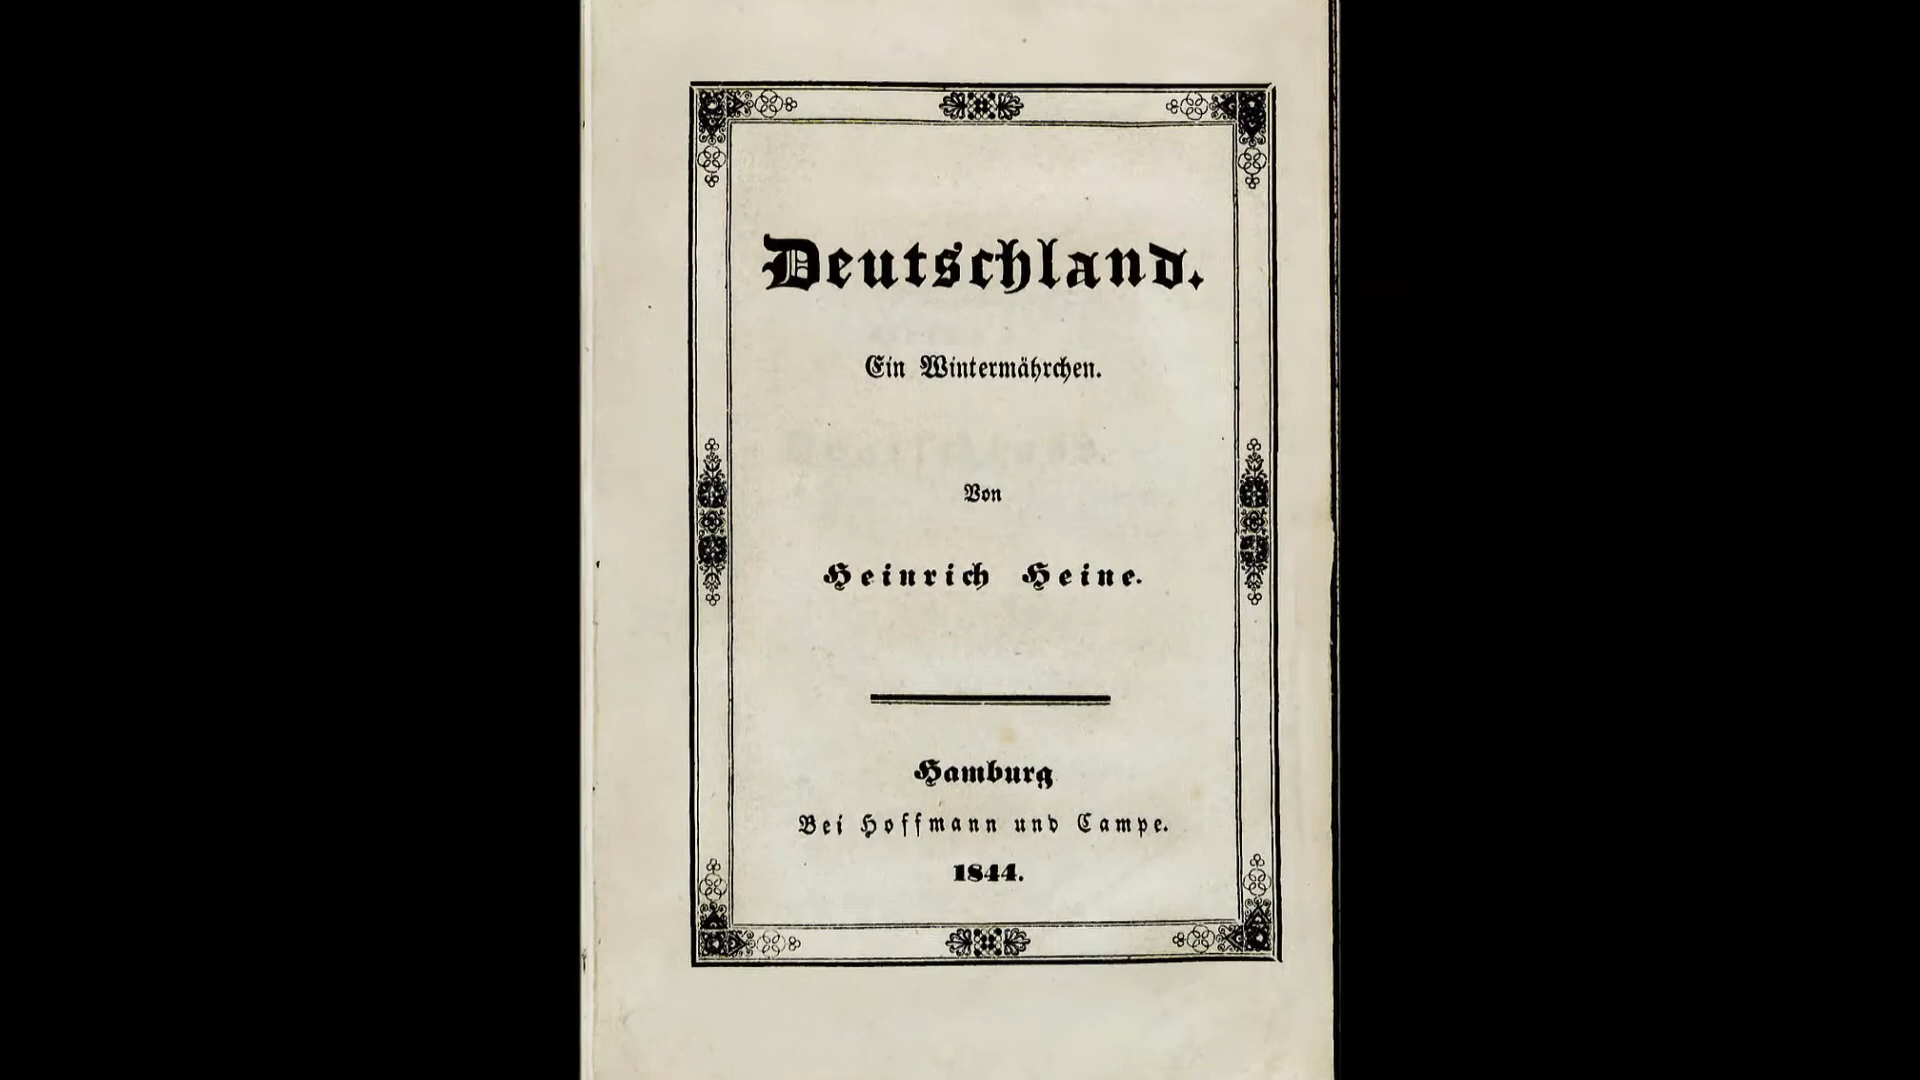 Deutschland.
Ein Wintermährchen.
Von
Heinrich Heine.
Hamburg
Bei Hoffmann und Campe.
1844.